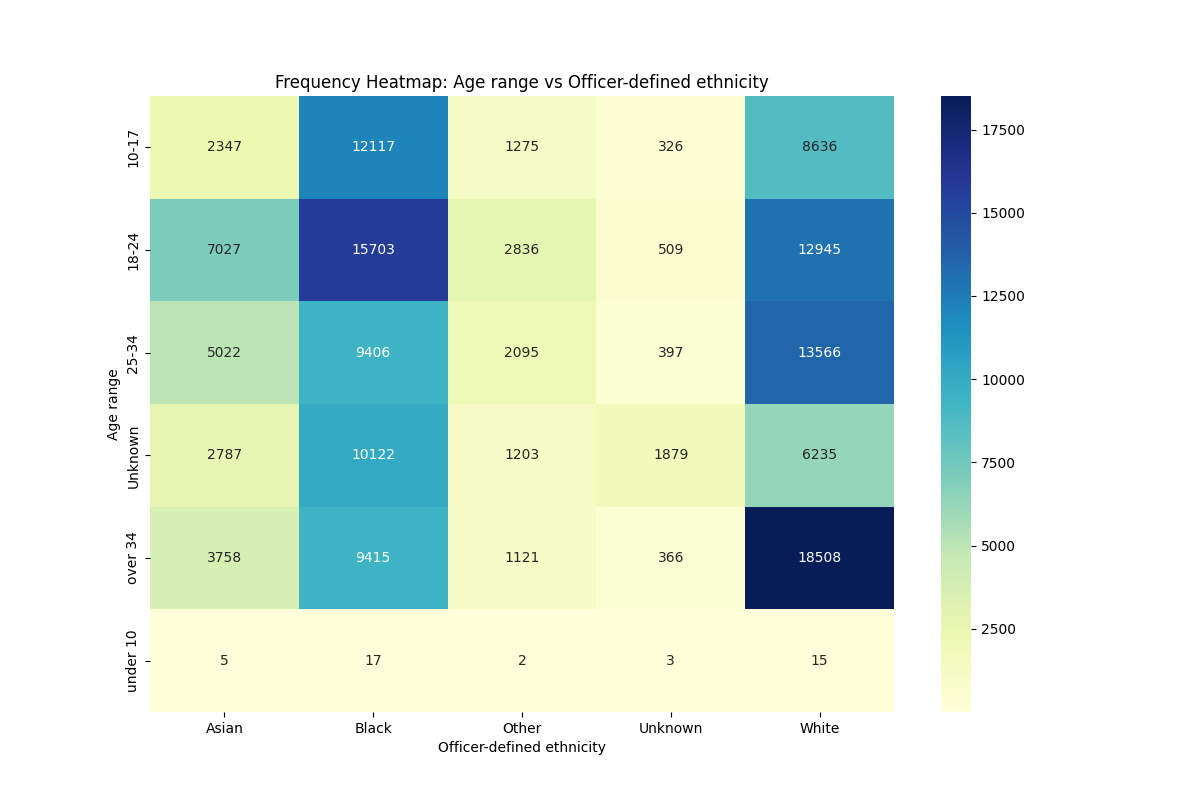 Frequency Heatmap: Age range vs Officer-defined ethnicity
10-17 2347 12117 1275 326 8636
18-24 7027 15703 2836 509 12945
25-34 5022 9406 2095 397 13566
Unknown 2787 10122 1203 1879 6235
over 34 3758 9415 1121 366 18508
under 10 5 17 2 3 15
Age range
Asian Black Other Unknown White
Officer-defined ethnicity
17500
15000
12500
10000
7500
5000
2500